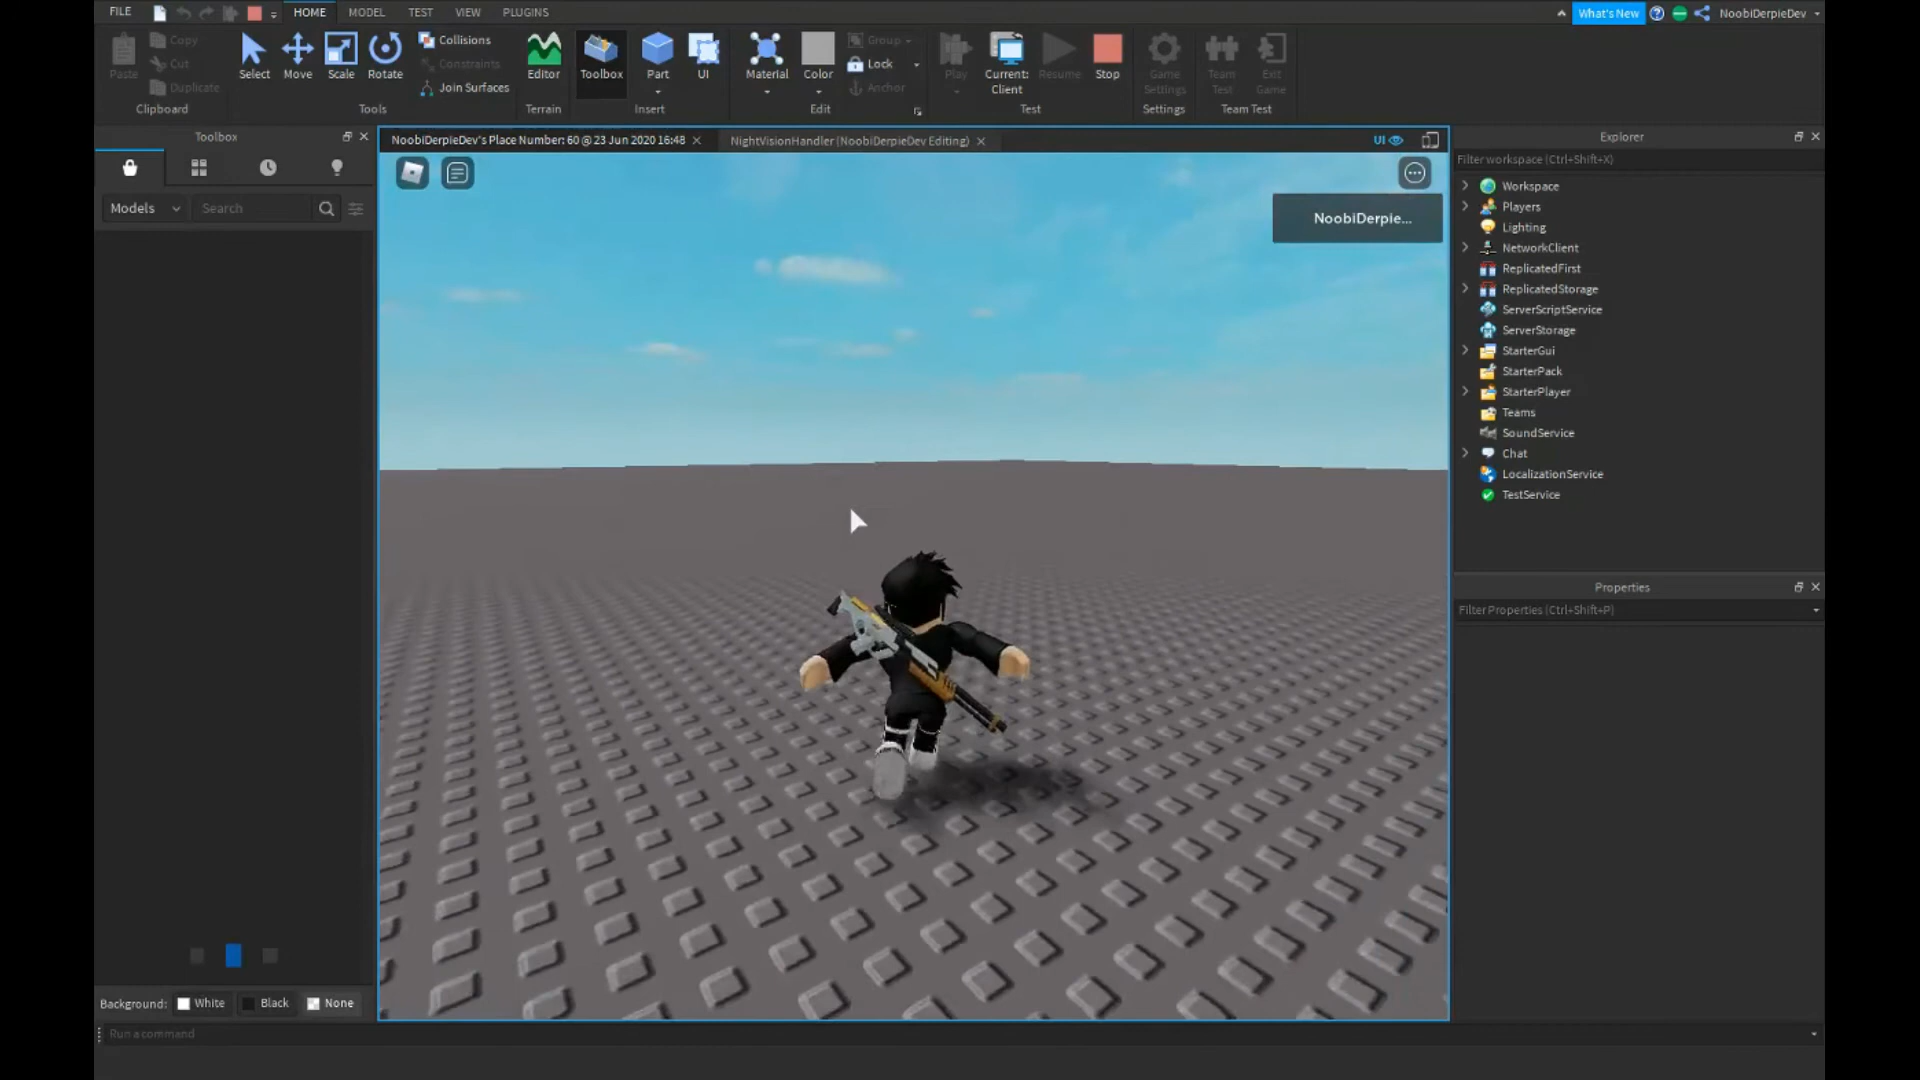 FILE HOME MODEL TEST VIEW PLUGINS What's New NoobiDerpieDev
Paste Copy Cut Duplicate
Clipboard
Select Move Scale Rotate
Collisions
Constraints
Join Surfaces
Tools
Editor
Terrain
Toolbox Part UI
Insert
Material Color
Group
Lock
Anchor
Edit
Play Current: Client Resume Stop
Test
Game Settings
Settings
Team Test Exit Game
Team Test
Toolbox
Models Search
Background: White Black None
Run a command
NoobiDerpieDev's Place Number: 60 @ 23 Jun 2020 16:48
NightVisionHandler (NoobiDerpieDev Editing)
UI
NoobiDerpie...
Explorer
Filter workspace (Ctrl+Shift+X)
Workspace
Players
Lighting
NetworkClient
ReplicatedFirst
ReplicatedStorage
ServerScriptService
ServerStorage
StarterGui
StarterPack
StarterPlayer
Teams
SoundService
Chat
LocalizationService
TestService
Properties
Filter Properties (Ctrl+Shift+P)